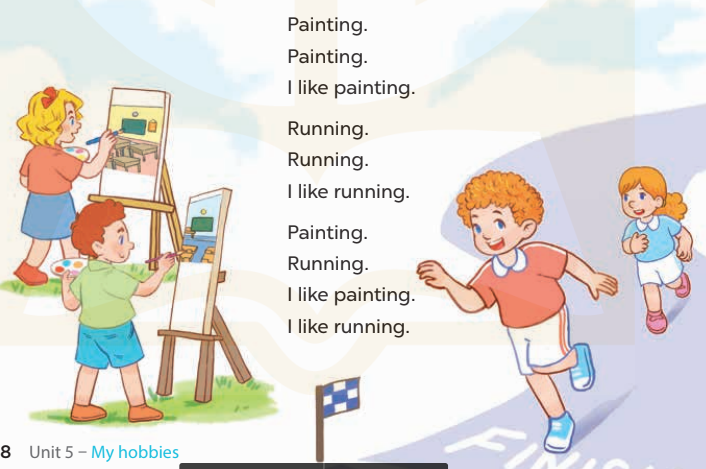 Painting.
Painting.
I like painting.
Running.
Running.
I like running.
Painting.
Running.
I like painting.
I like running.
8 Unit 5 – My hobbies